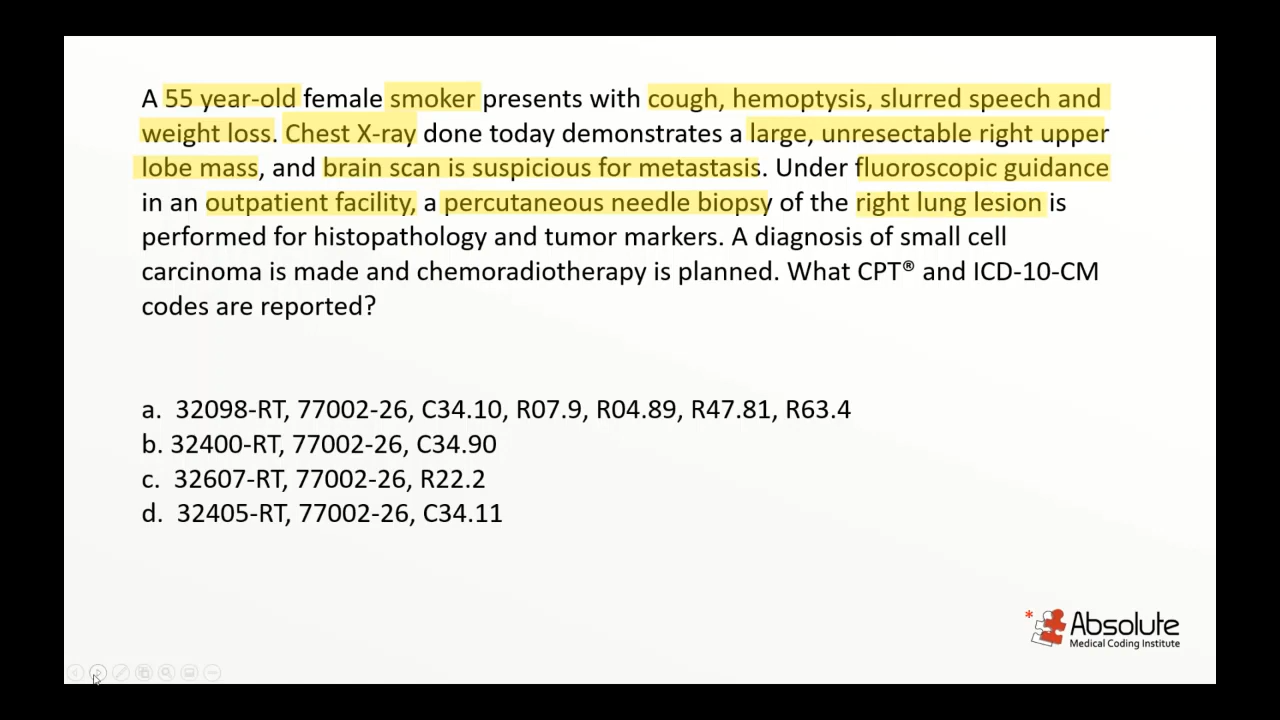 A 55 year-old female smoker presents with cough, hemoptysis, slurred speech and
weight loss. Chest X-ray done today demonstrates a large, unresectable right upper
lobe mass, and brain scan is suspicious for metastasis. Under fluoroscopic guidance
in an outpatient facility, a percutaneous needle biopsy of the right lung lesion is
performed for histopathology and tumor markers. A diagnosis of small cell
carcinoma is made and chemoradiotherapy is planned. What CPT® and ICD-10-CM
codes are reported?
a. 32098-RT, 77002-26, C34.10, R07.9, R04.89, R47.81, R63.4
b. 32400-RT, 77002-26, C34.90
c. 32607-RT, 77002-26, R22.2
d. 32405-RT, 77002-26, C34.11
* Absolute
Medical Coding Institute